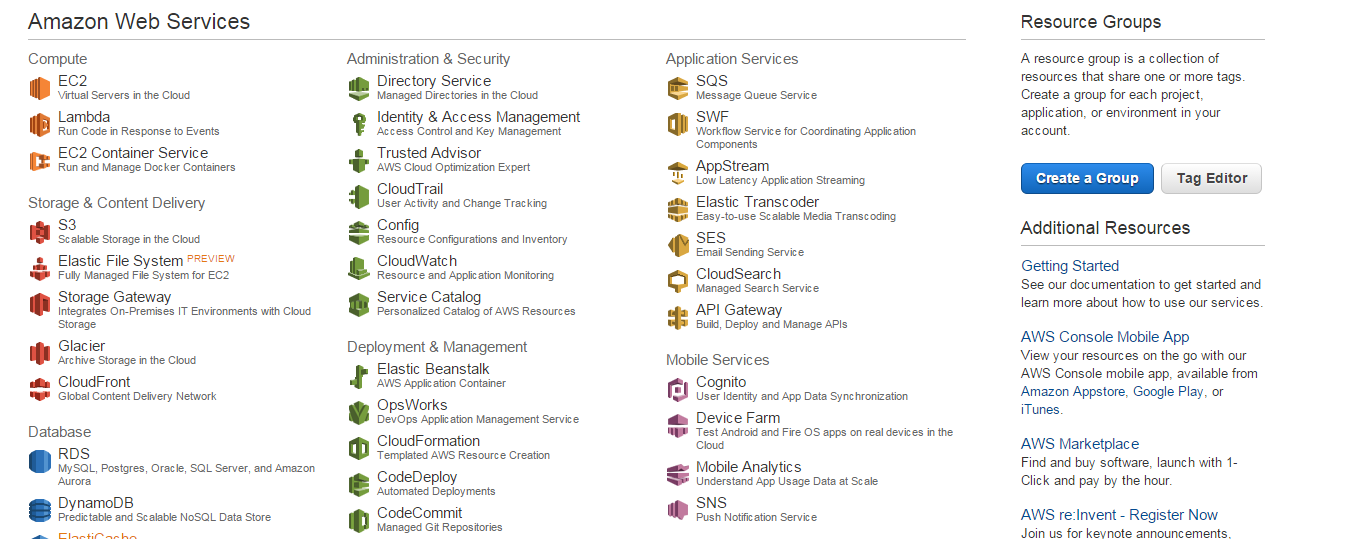 Amazon Web Services
Compute
EC2
Virtual Servers in the Cloud
Lambda
Run Code in Response to Events
EC2 Container Service
Run and Manage Docker Containers
Storage & Content Delivery
S3
Scalable Storage in the Cloud
Elastic File System PREVIEW
Fully Managed File System for EC2
Storage Gateway
Integrates On-Premises IT Environments with Cloud
Storage
Glacier
Archive Storage in the Cloud
CloudFront
Global Content Delivery Network
Database
RDS
MySQL, Postgres, Oracle, SQL Server, and Amazon
Aurora
DynamoDB
Predictable and Scalable NoSQL Data Store
ElastiCache
Administration & Security
Directory Service
Managed Directories in the Cloud
Identity & Access Management
Access Control and Key Management
Trusted Advisor
AWS Cloud Optimization Expert
CloudTrail
User Activity and Change Tracking
Config
Resource Configurations and Inventory
CloudWatch
Resource and Application Monitoring
Service Catalog
Personalized Catalog of AWS Resources
Deployment & Management
Elastic Beanstalk
AWS Application Container
OpsWorks
DevOps Application Management Service
CloudFormation
Templated AWS Resource Creation
CodeDeploy
Automated Deployments
CodeCommit
Managed Git Repositories
Application Services
SQS
Message Queue Service
SWF
Workflow Service for Coordinating Application
Components
AppStream
Low Latency Application Streaming
Elastic Transcoder
Easy-to-use Scalable Media Transcoding
SES
Email Sending Service
CloudSearch
Managed Search Service
API Gateway
Build, Deploy and Manage APIs
Mobile Services
Cognito
User Identity and App Data Synchronization
Device Farm
Test Android and Fire OS apps on real devices in the
Cloud
Mobile Analytics
Understand App Usage Data at Scale
SNS
Push Notification Service
Resource Groups
A resource group is a collection of
resources that share one or more tags.
Create a group for each project,
application, or environment in your
account.
Create a Group
Tag Editor
Additional Resources
Getting Started
See our documentation to get started and
learn more about how to use our services.
AWS Console Mobile App
View your resources on the go with our
AWS Console mobile app, available from
Amazon Appstore, Google Play, or
iTunes.
AWS Marketplace
Find and buy software, launch with 1-
Click and pay by the hour.
AWS re:Invent - Register Now
Join us for keynote announcements,